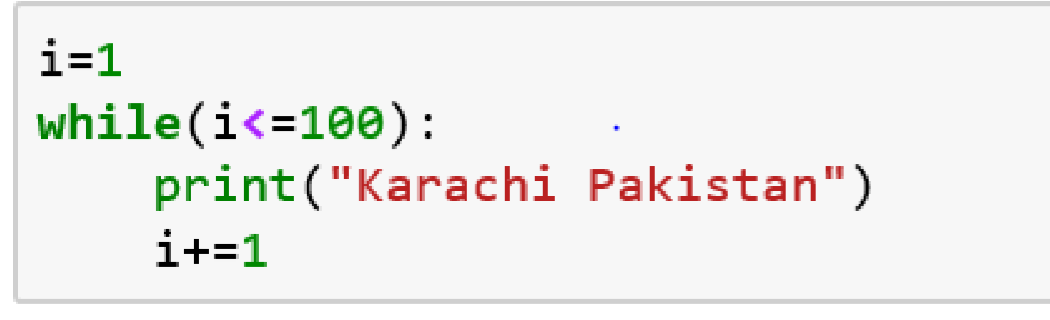 i=1
while(i<=100):
    print("Karachi Pakistan")
    i+=1